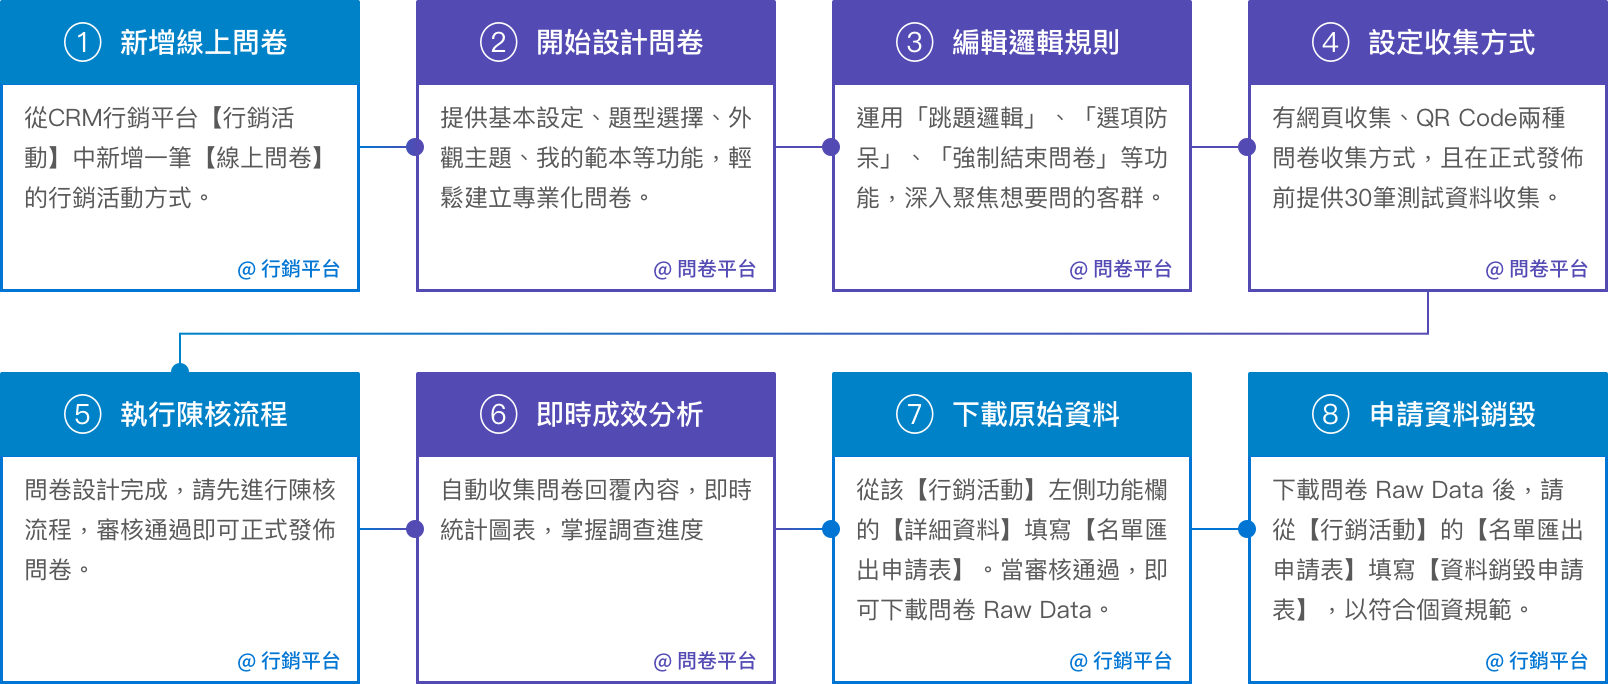 ① 新增線上問卷
從CRM行銷平台【行銷活
動】中新增一筆【線上問卷】
的行銷活動方式。
@ 行銷平台
② 開始設計問卷
提供基本設定、題型選擇、外
觀主題、我的範本等功能，輕
鬆建立專業化問卷。
@ 問卷平台
③ 編輯邏輯規則
運用「跳題邏輯」、「選項防
呆」、「強制結束問卷」等功
能，深入聚焦想要問的客群。
@ 問卷平台
④ 設定收集方式
有網頁收集、QR Code兩種
問卷收集方式，且在正式發佈
前提供30筆測試資料收集。
@ 問卷平台
⑤ 執行陳核流程
問卷設計完成，請先進行陳核
流程，審核通過即可正式發佈
問卷。
@ 行銷平台
⑥ 即時成效分析
自動收集問卷回覆內容，即時
統計圖表，掌握調查進度
@ 問卷平台
⑦ 下載原始資料
從該【行銷活動】左側功能欄
的【詳細資料】填寫【名單匯
出申請表】。當審核通過，即
可下載問卷 Raw Data。
@ 行銷平台
⑧ 申請資料銷毀
下載問卷 Raw Data 後，請
從【行銷活動】的【名單匯出
申請表】填寫【資料銷毀申請
表】，以符合個資規範。
@ 行銷平台